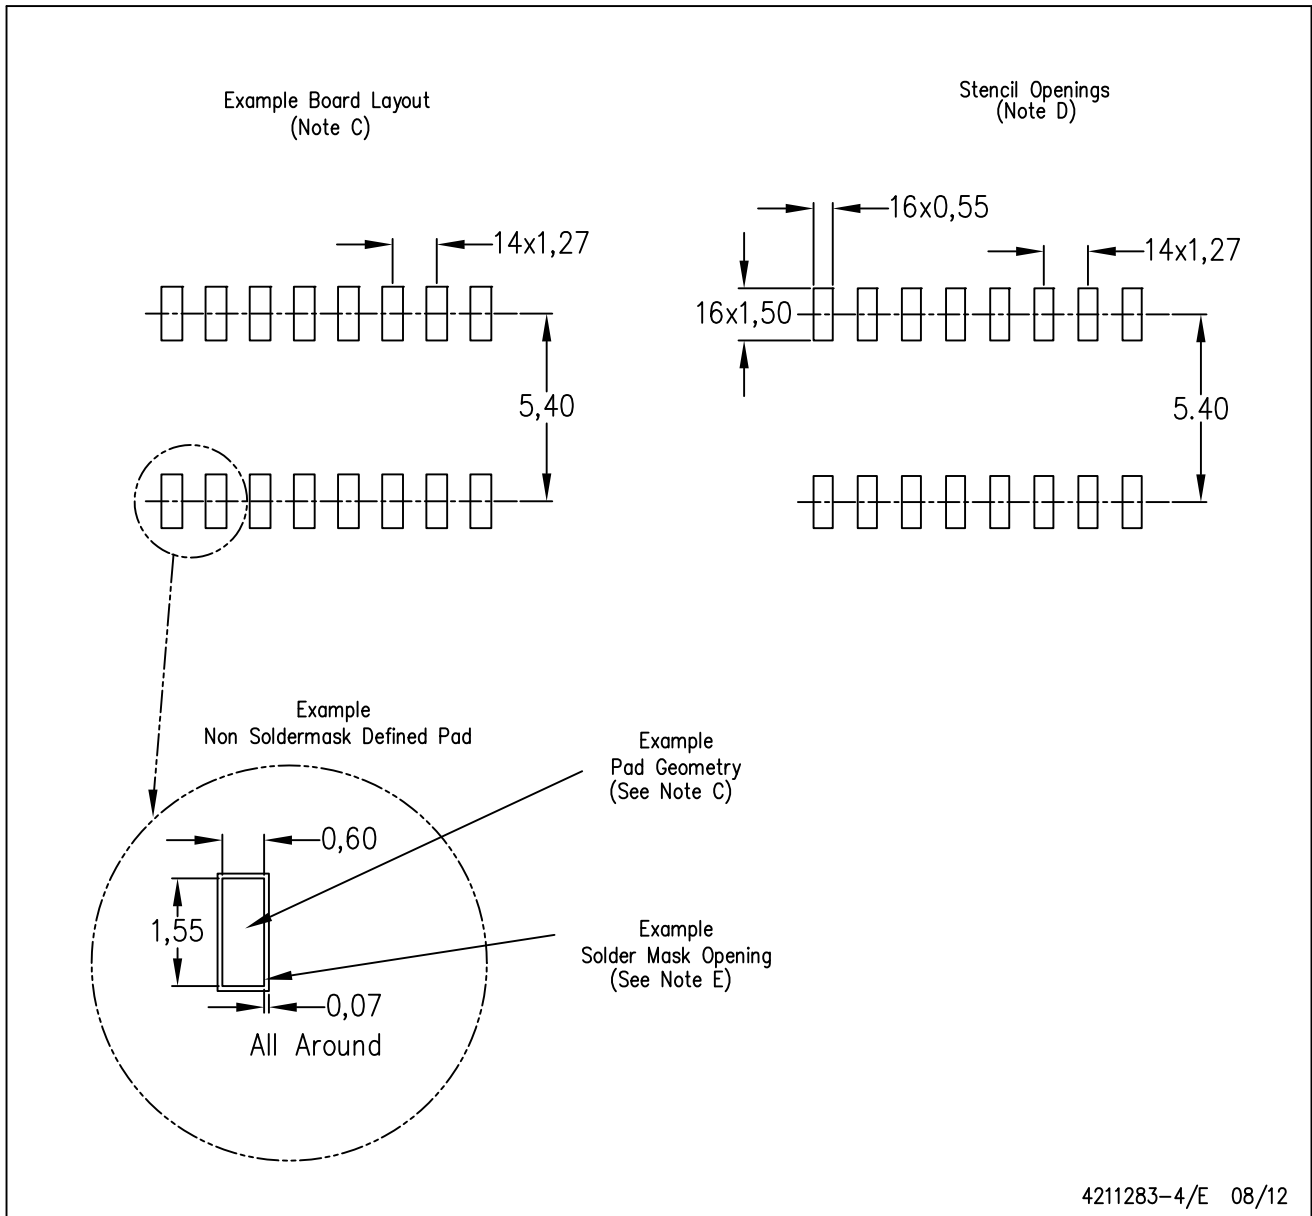 Example Board Layout
(Note C)
14x1,27
5,40
Stencil Openings
(Note D)
16x0,55
14x1,27
16x1,50
5.40
Example
Non Soldermask Defined Pad
0,60
1,55
0,07
All Around
Example
Pad Geometry
(See Note C)
Example
Solder Mask Opening
(See Note E)
4211283-4/E 08/12